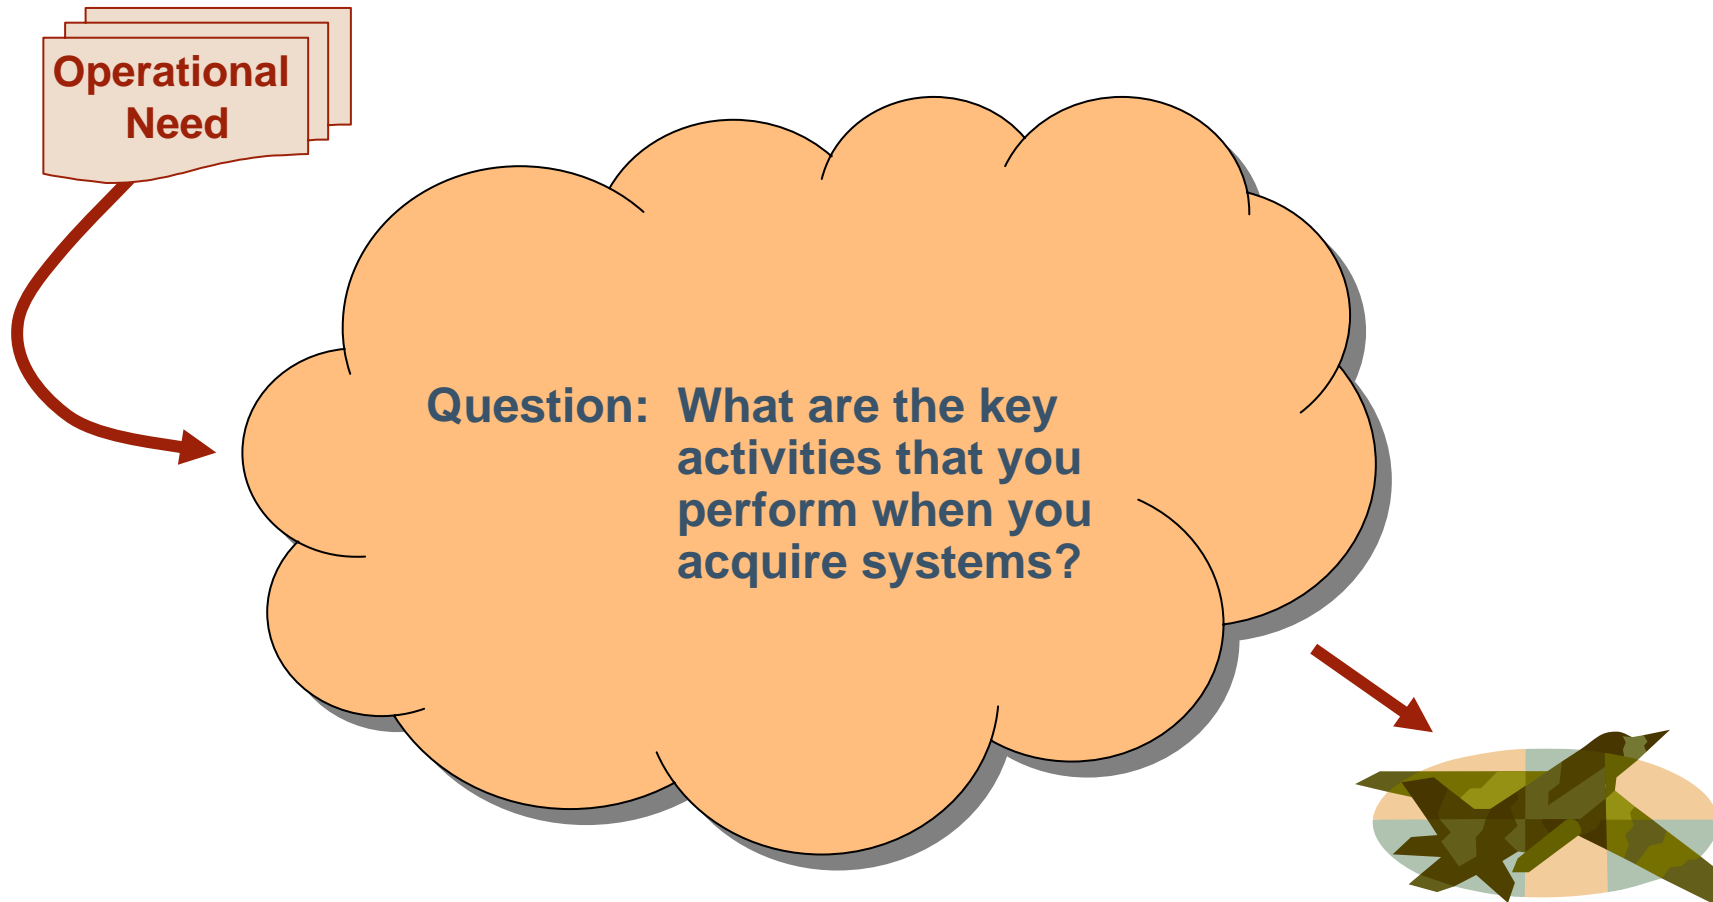 Operational
Need
Question: What are the key
activities that you
perform when you
acquire systems?